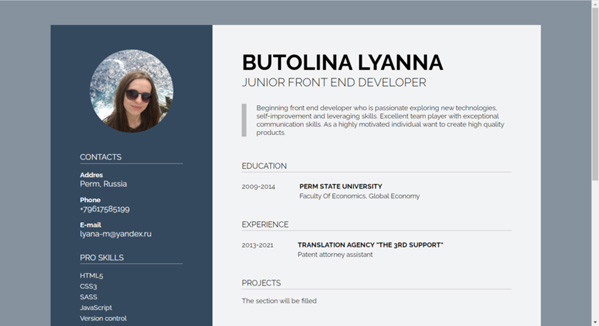 CONTACTS
Addres
Perm, Russia
Phone
+79617585199
E-mail
lyana-m@yandex.ru
PRO SKILLS
HTML5
CSS3
SASS
JavaScript
Version control
BUTOLINA LYANNA
JUNIOR FRONT END DEVELOPER
Beginning front end developer who is passionate exploring new technologies,
self-improvement and leveraging skills. Excellent team player with exceptional
communication skills. As a highly motivated individual want to create high quality
products.
EDUCATION
2009-2014 PERM STATE UNIVERSITY
Faculty Of Economics, Global Economy
EXPERIENCE
2013-2021 TRANSLATION AGENCY "THE 3RD SUPPORT"
Patent attorney assistant
PROJECTS
The section will be filled